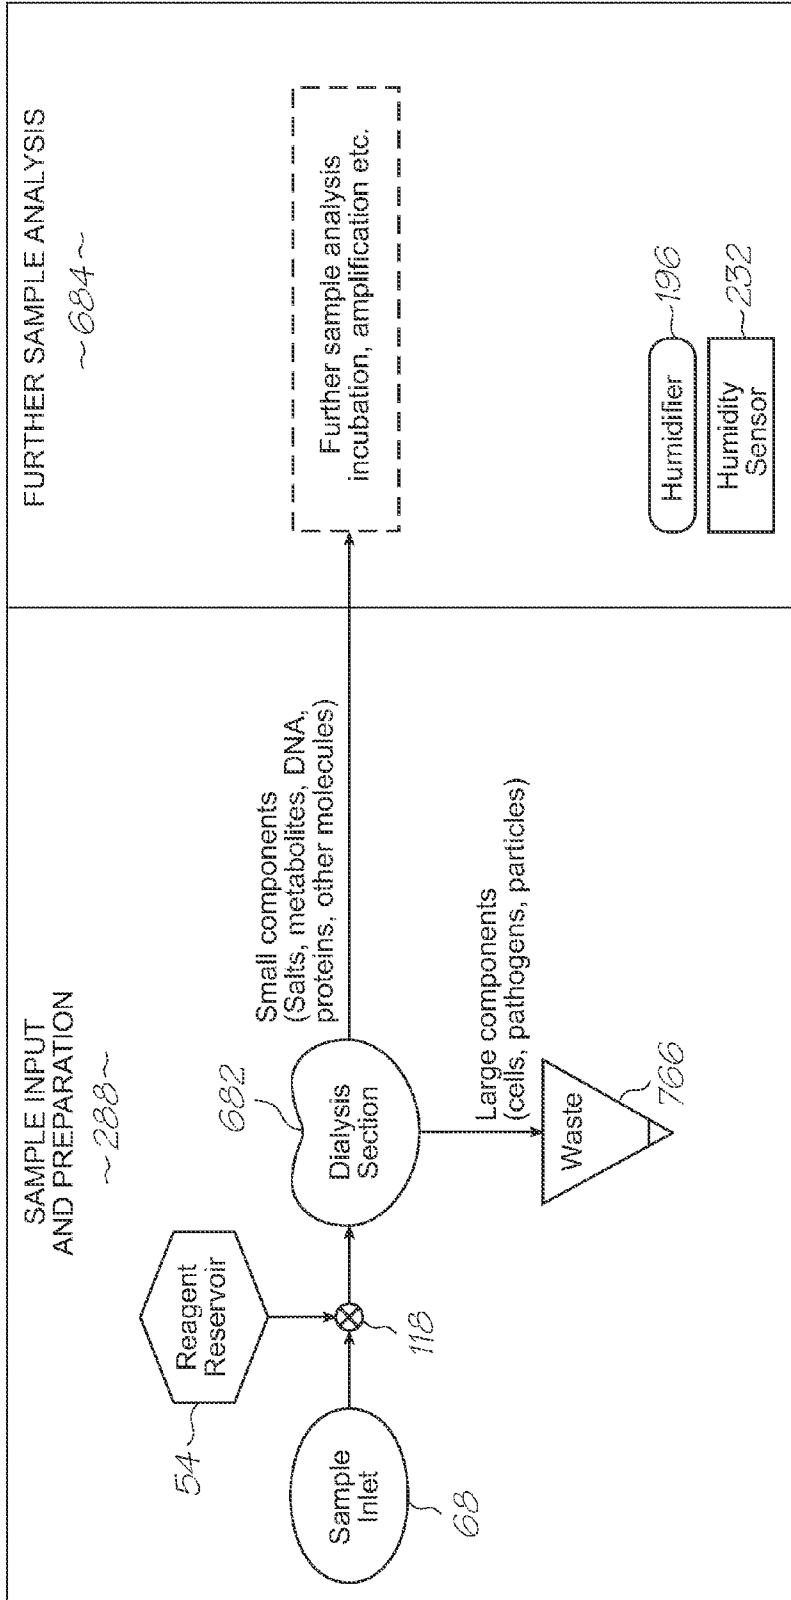 SAMPLE INPUT
AND PREPARATION
~288~
FURTHER SAMPLE ANALYSIS
~684~
Reagent
Reservoir
54
Sample
Inlet
68
118
Dialysis
Section
682
Small components
(Salts, metabolites, DNA,
proteins, other molecules)
Large components
(cells, pathogens, particles)
Waste
766
Further sample analysis
incubation, amplification etc.
Humidifier
196
Humidity
Sensor
232